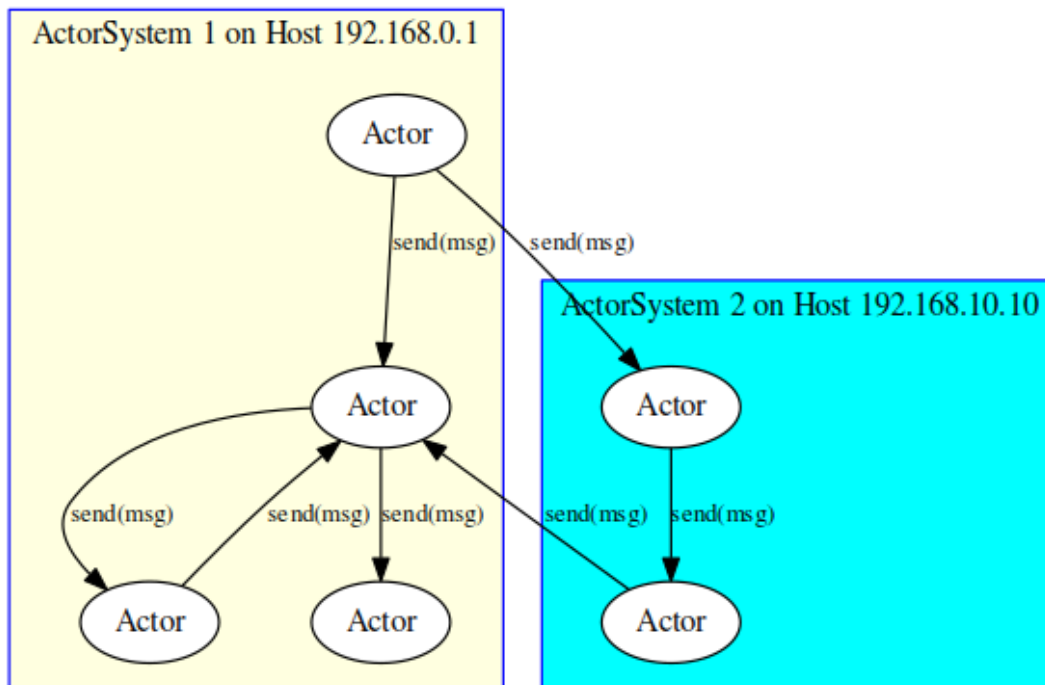 ActorSystem 1 on Host 192.168.0.1
Actor
send(msg)
send(msg)
ActorSystem 2 on Host 192.168.10.10
Actor
Actor
send(msg)
send(msg)
send(msg)
send(msg)
send(msg)
Actor
Actor
Actor